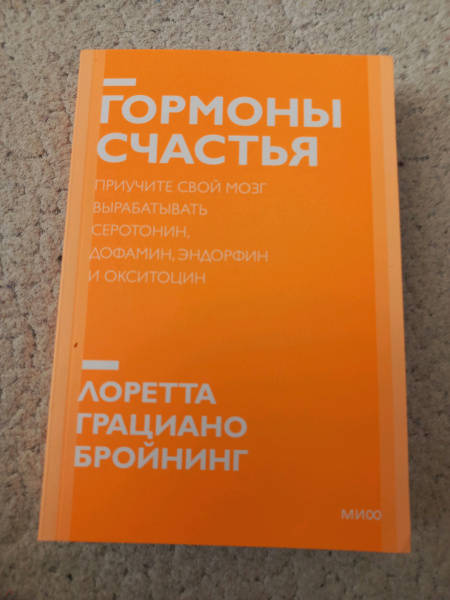 ГОРМОНЫ
СЧАСТЬЯ
ПРИУЧИТЕ СВОЙ МОЗГ
ВЫРАБАТЫВАТЬ
СЕРОТОНИН,
ДОФАМИН, ЭНДОРФИН
И ОКСИТОЦИН
ЛОРЕТТА
ГРАЦИАНО
БРОЙНИНГ
МИФ